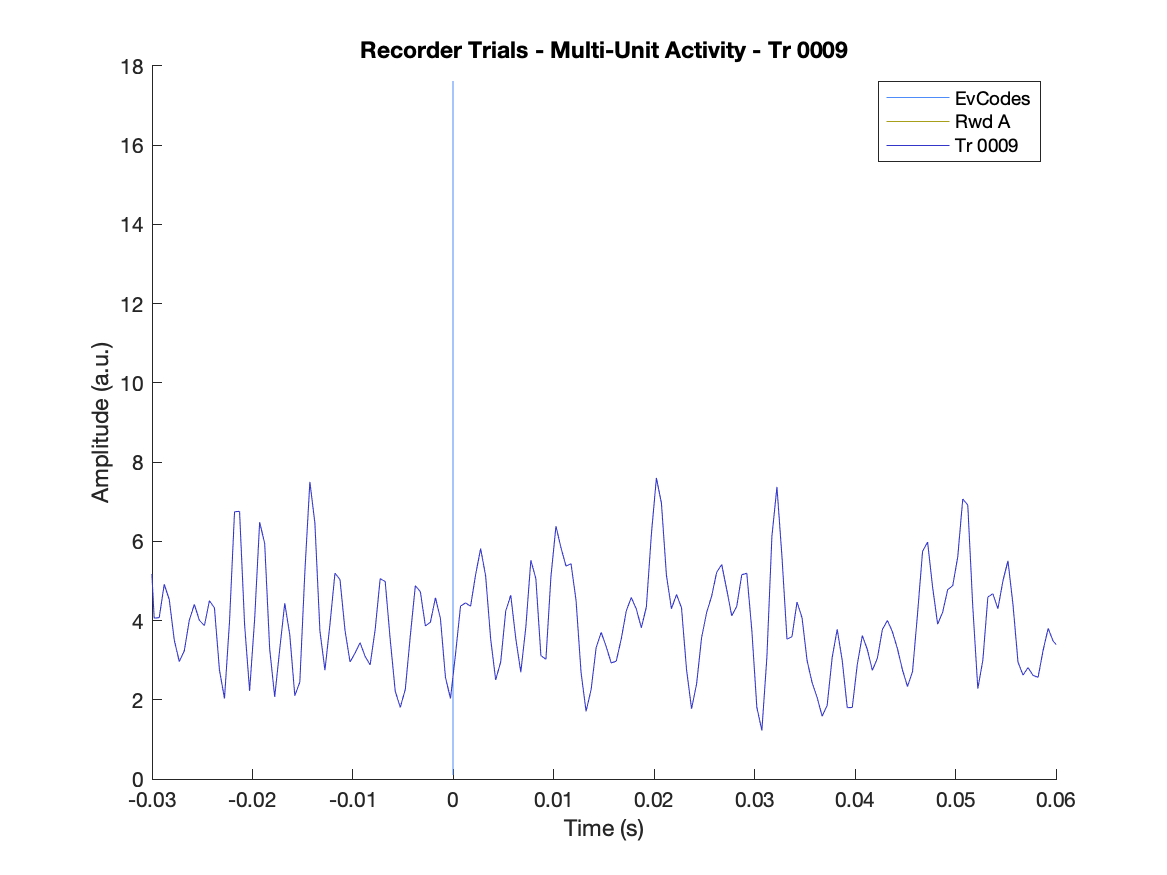 Recorder Trials - Multi-Unit Activity - Tr 0009
18
16
14
12
10
8
6
4
2
0
Amplitude (a.u.)
EvCodes
Rwd A
Tr 0009
-0.03 -0.02 -0.01 0 0.01 0.02 0.03 0.04 0.05 0.06
Time (s)